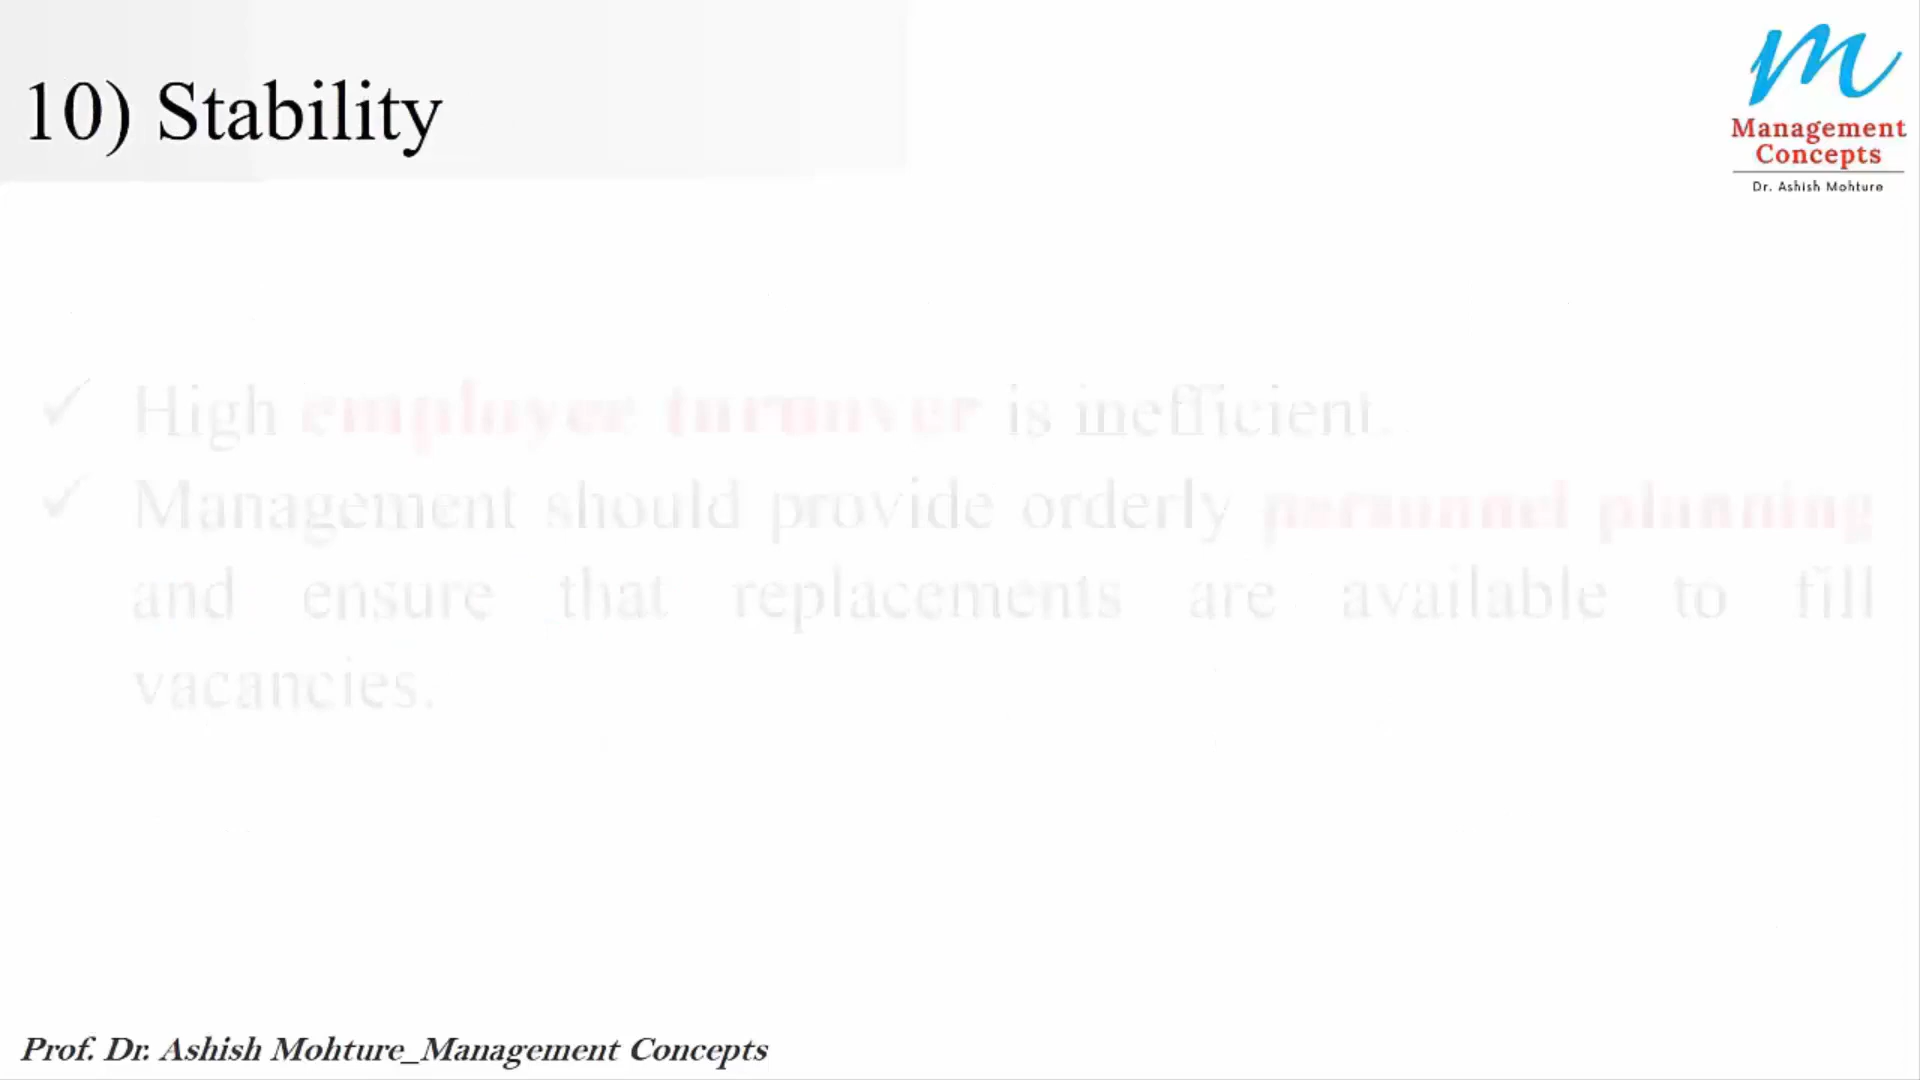 10) Stability
m
Management
Concepts
Dr. Ashish Mohture
✓ High employee turnover is inefficient.
✓ Management should provide orderly personnel planning
and ensure that replacements are available to fill
vacancies.
Prof. Dr. Ashish Mohture_Management Concepts